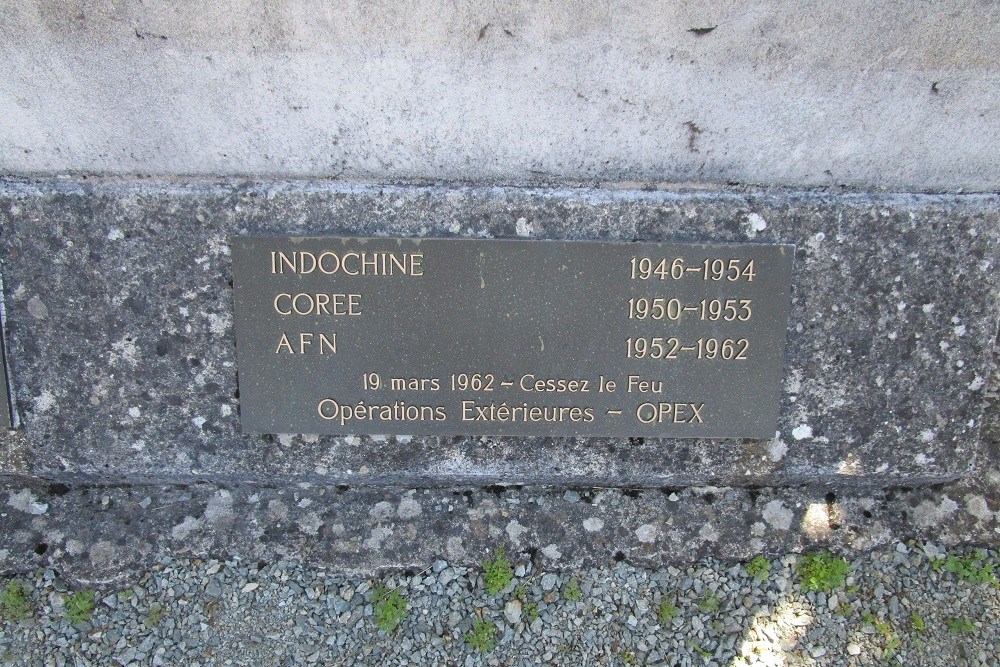 INDOCHINE 1946-1954
COREE 1950-1953
AFN 1952-1962
19 mars 1962 - Cessez le Feu
Opérations Extérieures - OPEX